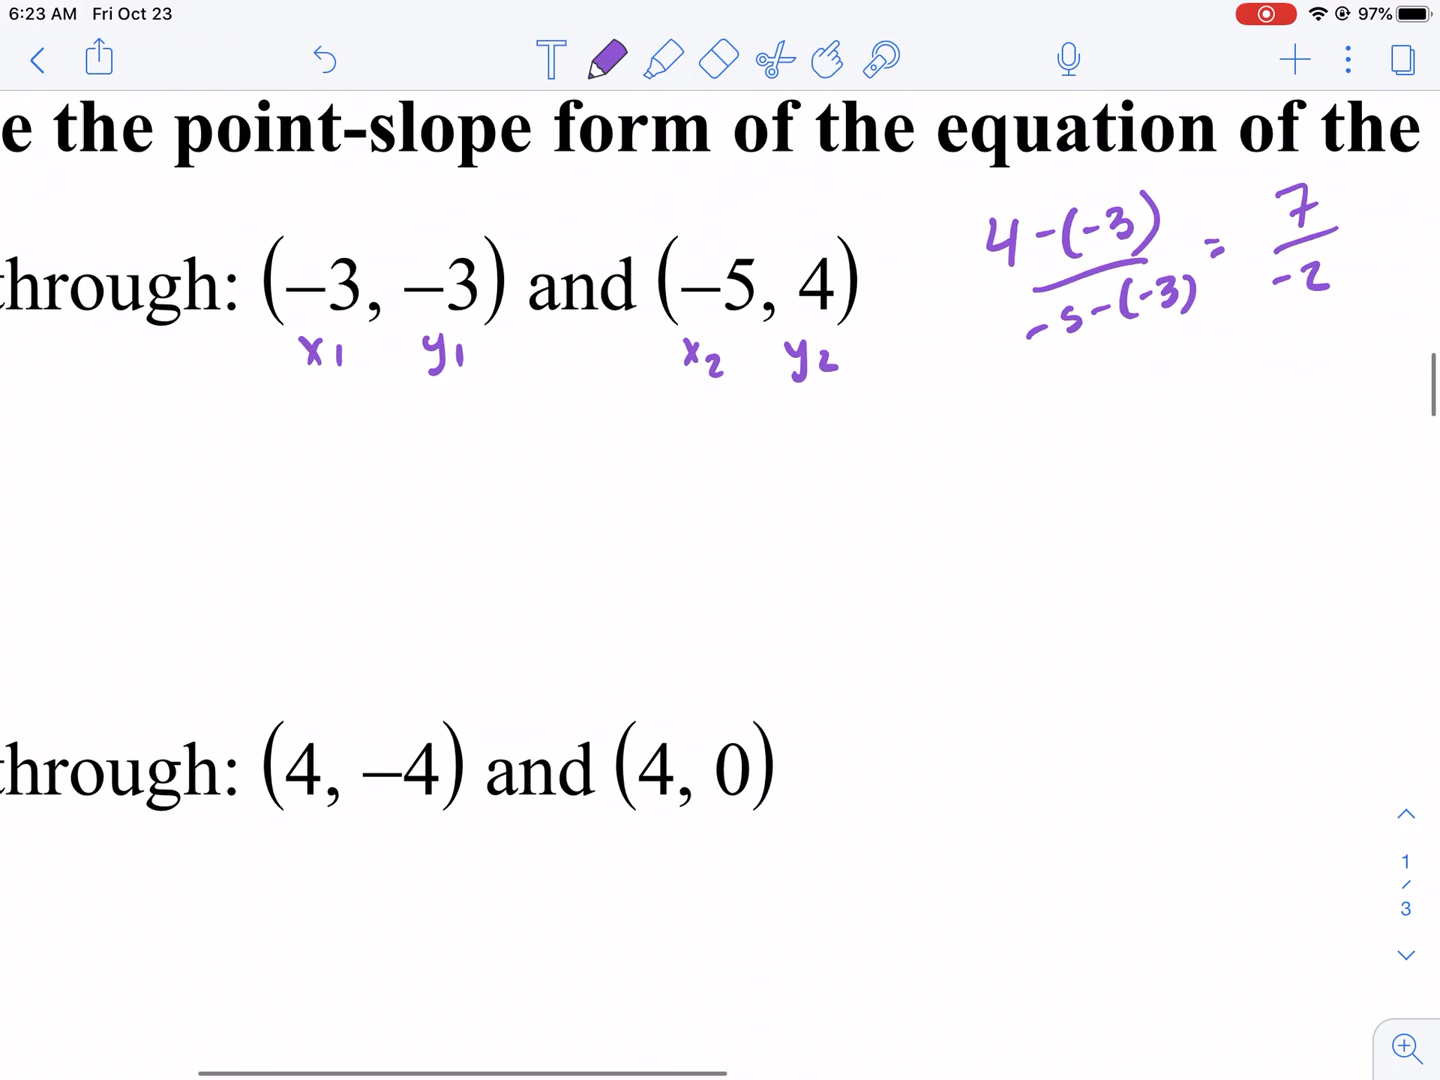 6:23 AM Fri Oct 23 97%
e the point-slope form of the equation of the
through: (–3, –3) and (–5, 4)
x1 y1 x2 y2
4-(-3) / -5-(-3) = 7 / -2
through: (4, –4) and (4, 0)
1
/
3